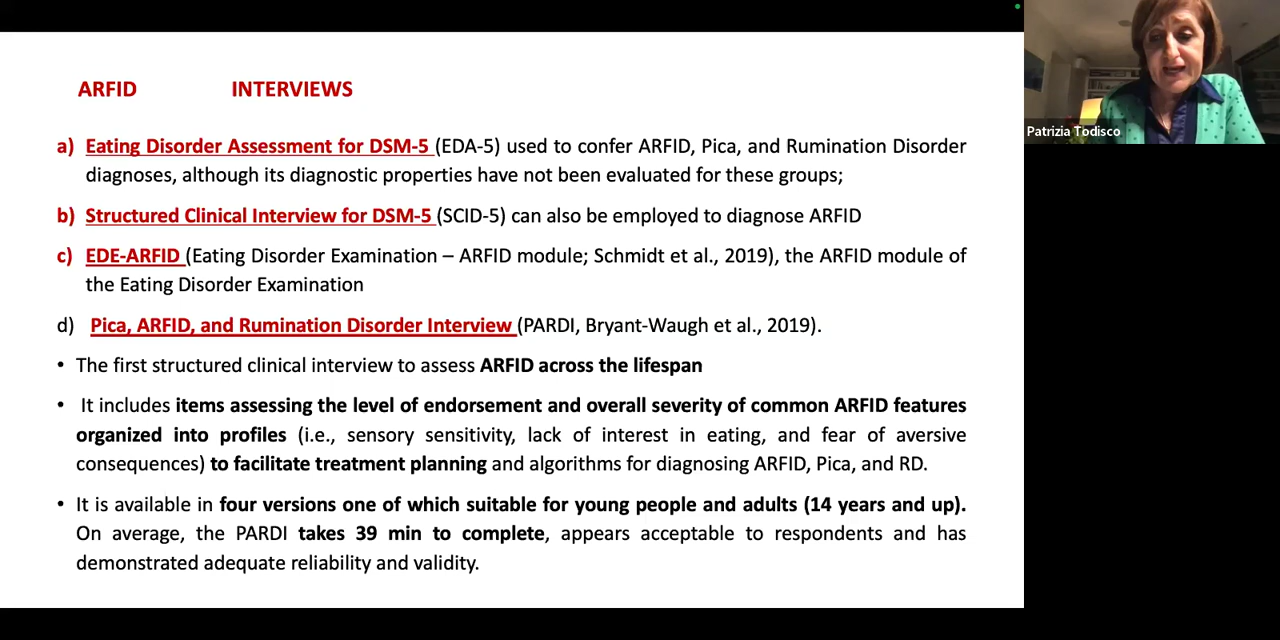 ARFID INTERVIEWS
a) Eating Disorder Assessment for DSM-5 (EDA-5) used to confer ARFID, Pica, and Rumination Disorder
diagnoses, although its diagnostic properties have not been evaluated for these groups;
b) Structured Clinical Interview for DSM-5 (SCID-5) can also be employed to diagnose ARFID
c) EDE-ARFID (Eating Disorder Examination – ARFID module; Schmidt et al., 2019), the ARFID module of
the Eating Disorder Examination
d) Pica, ARFID, and Rumination Disorder Interview (PARDI, Bryant-Waugh et al., 2019).
• The first structured clinical interview to assess ARFID across the lifespan
• It includes items assessing the level of endorsement and overall severity of common ARFID features
organized into profiles (i.e., sensory sensitivity, lack of interest in eating, and fear of aversive
consequences) to facilitate treatment planning and algorithms for diagnosing ARFID, Pica, and RD.
• It is available in four versions one of which suitable for young people and adults (14 years and up).
On average, the PARDI takes 39 min to complete, appears acceptable to respondents and has
demonstrated adequate reliability and validity.
Patrizia Todisco